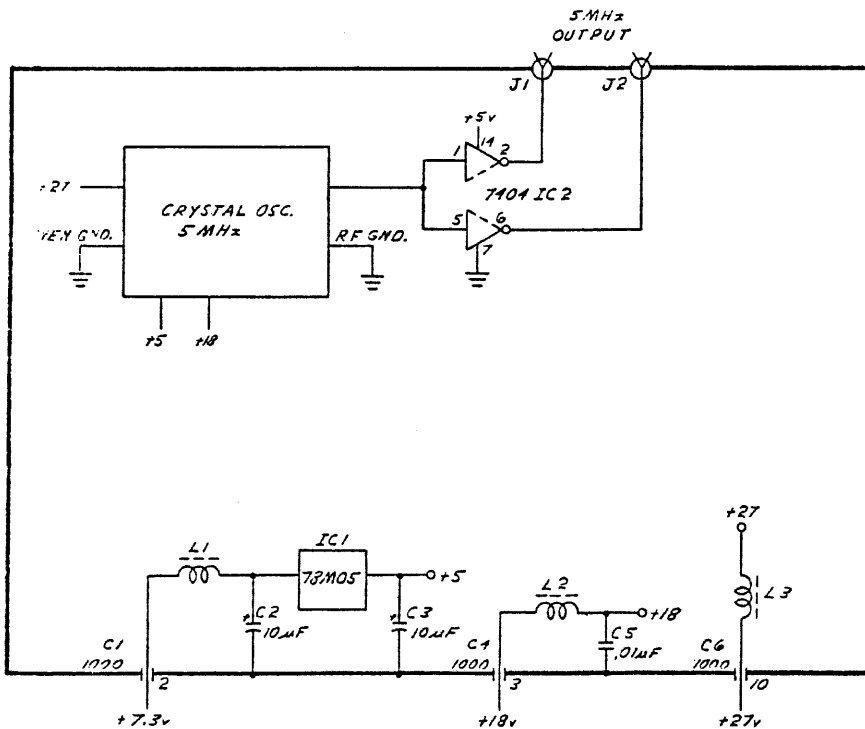 5MHz
OUTPUT
J1
J2
+5v
1
14
2
7404 IC2
5
6
7
+27
CRYSTAL OSC.
5MHz
GND.
RF GND.
+5
+18
+27
L1
IC1
78M05
+5
L2
L3
C2
10µF
C3
10µF
+18
C5
.01µF
C1
2
C4
1000
3
C6
1000
10
+7.3v
+18v
+27v